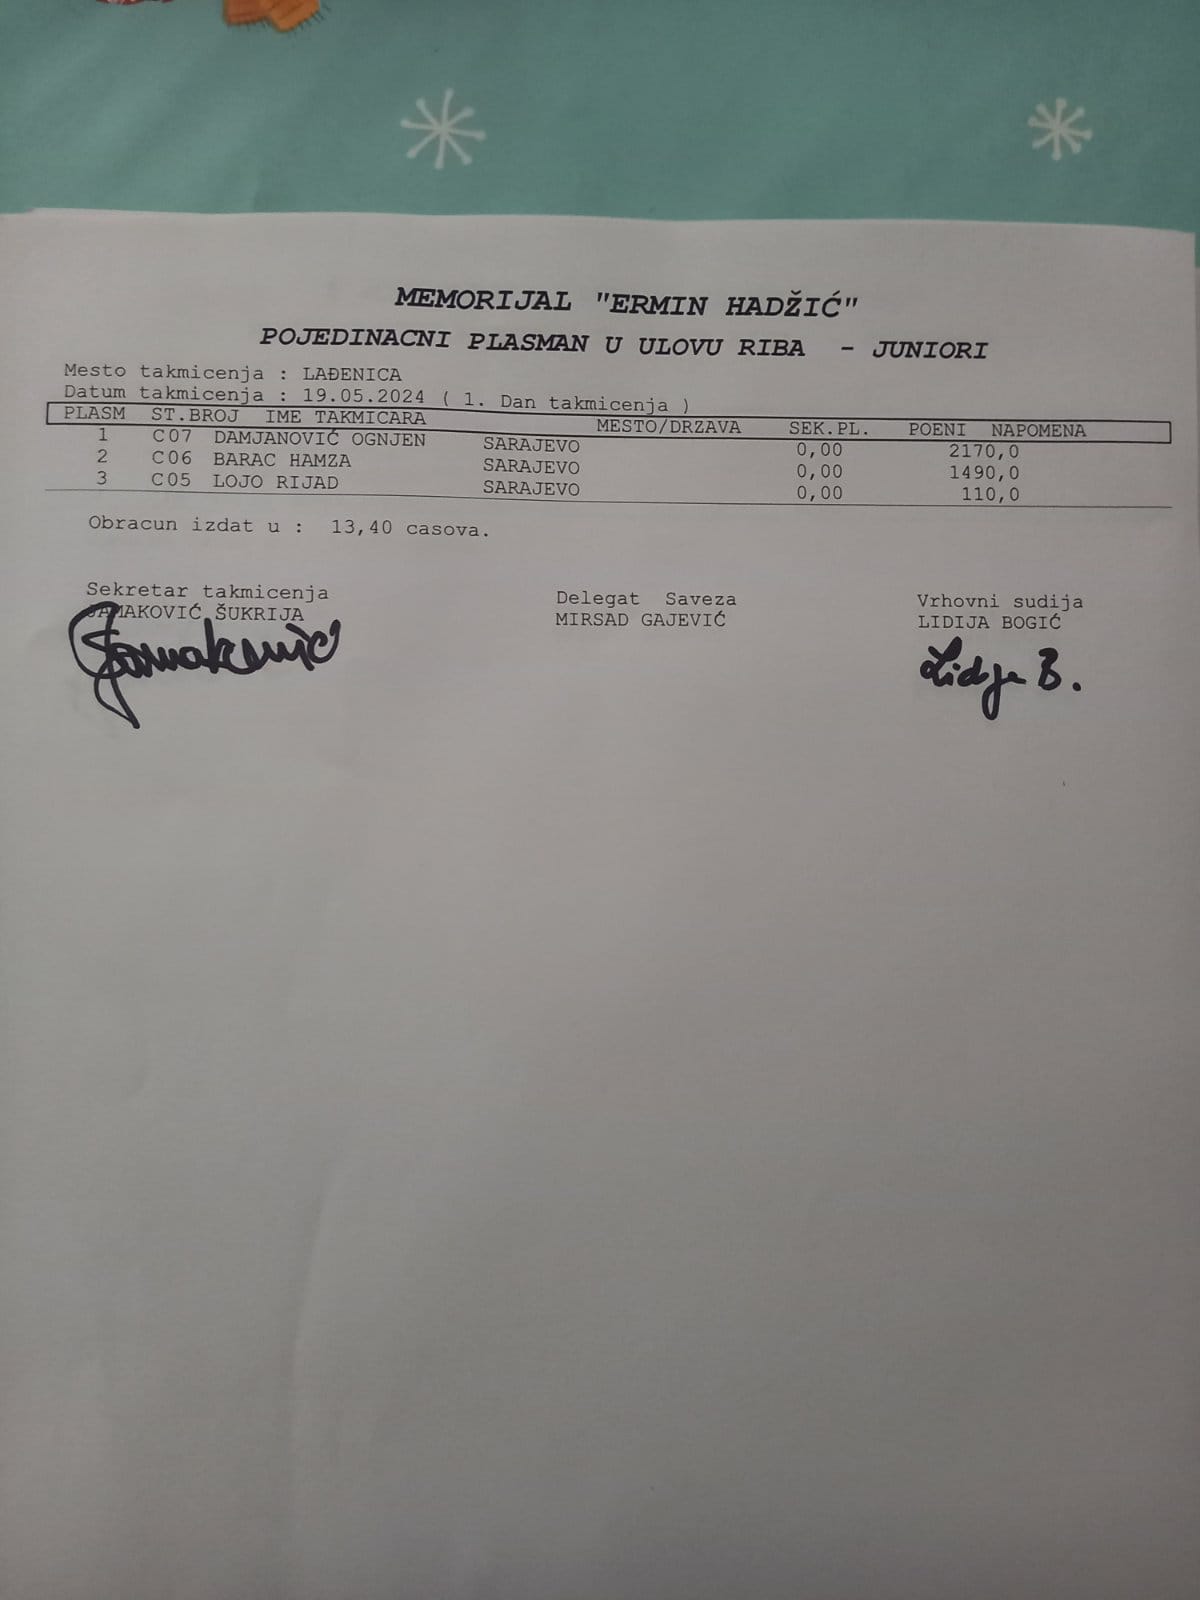 MEMORIJAL "ERMIN HADŽIĆ"
POJEDINACNI PLASMAN U ULOVU RIBA - JUNIORI
Mesto takmicenja : LAĐENICA
Datum takmicenja : 19.05.2024 ( 1. Dan takmicenja )
PLASM ST.BROJ IME TAKMICARA MESTO/DRZAVA SEK.PL. POENI NAPOMENA
1 C07 DAMJANOVIĆ OGNJEN SARAJEVO 0,00 2170,0
2 C06 BARAC HAMZA SARAJEVO 0,00 1490,0
3 C05 LOJO RIJAD SARAJEVO 0,00 110,0
Obracun izdat u : 13,40 casova.
Sekretar takmicenja Delegat Saveza Vrhovni sudija
ŠUKRIJA MIRSAD GAJEVIĆ LIDIJA BOGIĆ
Lidija B.